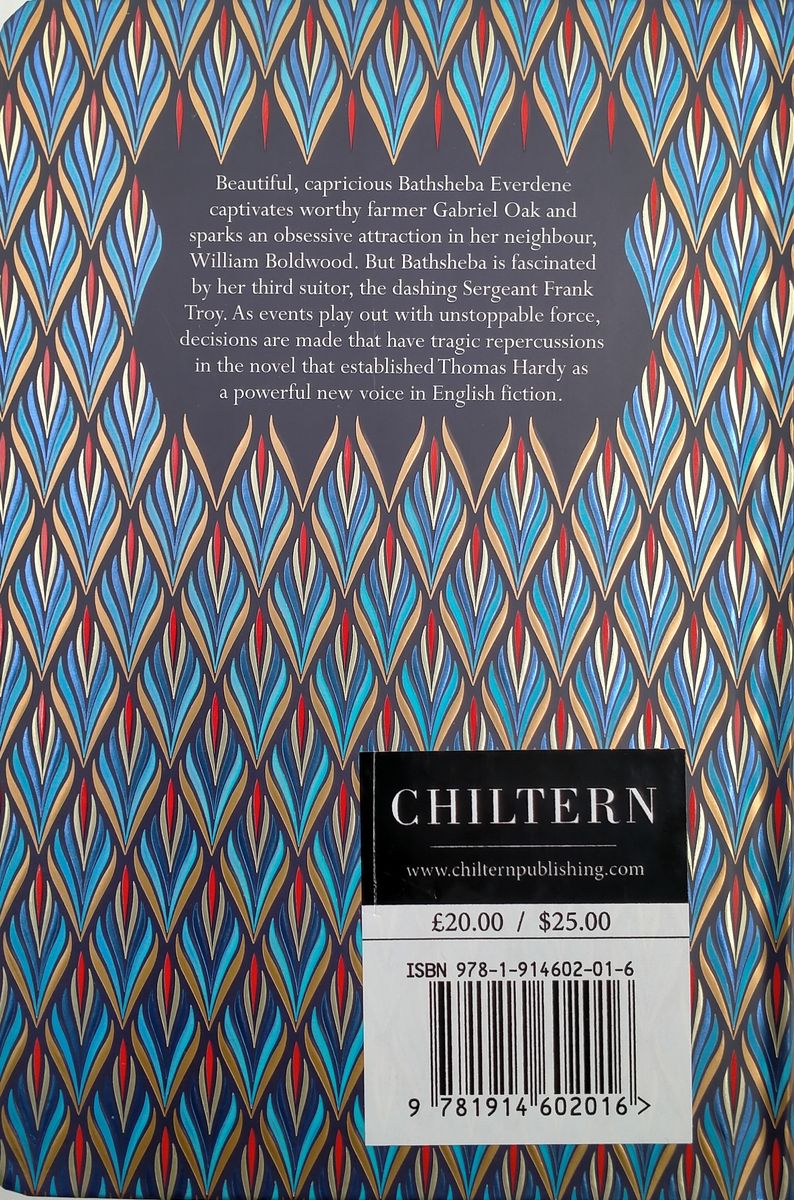 Beautiful, capricious Bathsheba Everdene
captivates worthy farmer Gabriel Oak and
sparks an obsessive attraction in her neighbour,
William Boldwood. But Bathsheba is fascinated
by her third suitor, the dashing Sergeant Frank
Troy. As events play out with unstoppable force,
decisions are made that have tragic repercussions
in the novel that established Thomas Hardy as
a powerful new voice in English fiction.
CHILTERN
www.chilternpublishing.com
£20.00 / $25.00
ISBN 978-1-914602-01-6
9 781914 602016 >